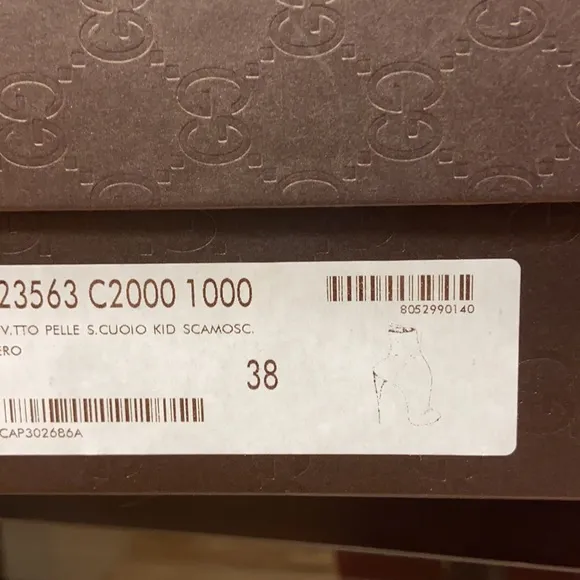 23563 C2000 1000
8052990140
V.TTO PELLE S.CUOIO KID SCAMOSC.
ERO
38
CAP302686A